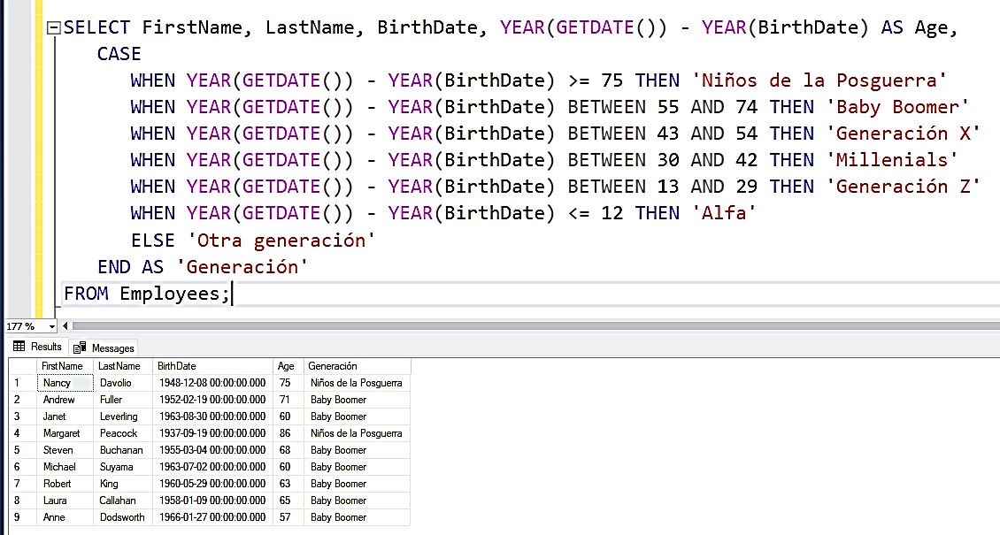 SELECT FirstName, LastName, BirthDate, YEAR(GETDATE()) - YEAR(BirthDate) AS Age,
CASE
WHEN YEAR(GETDATE()) - YEAR(BirthDate) >= 75 THEN 'Niños de la Posguerra'
WHEN YEAR(GETDATE()) - YEAR(BirthDate) BETWEEN 55 AND 74 THEN 'Baby Boomer'
WHEN YEAR(GETDATE()) - YEAR(BirthDate) BETWEEN 43 AND 54 THEN 'Generación X'
WHEN YEAR(GETDATE()) - YEAR(BirthDate) BETWEEN 30 AND 42 THEN 'Millenials'
WHEN YEAR(GETDATE()) - YEAR(BirthDate) BETWEEN 13 AND 29 THEN 'Generación Z'
WHEN YEAR(GETDATE()) - YEAR(BirthDate) <= 12 THEN 'Alfa'
ELSE 'Otra generación'
END AS 'Generación'
FROM Employees;
177 %
Results Messages
FirstName LastName BirthDate Age Generación
1 Nancy Davolio 1948-12-08 00:00:00.000 75 Niños de la Posguerra
2 Andrew Fuller 1952-02-19 00:00:00.000 71 Baby Boomer
3 Janet Leverling 1963-08-30 00:00:00.000 60 Baby Boomer
4 Margaret Peacock 1937-09-19 00:00:00.000 86 Niños de la Posguerra
5 Steven Buchanan 1955-03-04 00:00:00.000 68 Baby Boomer
6 Michael Suyama 1963-07-02 00:00:00.000 60 Baby Boomer
7 Robert King 1960-05-29 00:00:00.000 63 Baby Boomer
8 Laura Callahan 1958-01-09 00:00:00.000 65 Baby Boomer
9 Anne Dodsworth 1966-01-27 00:00:00.000 57 Baby Boomer